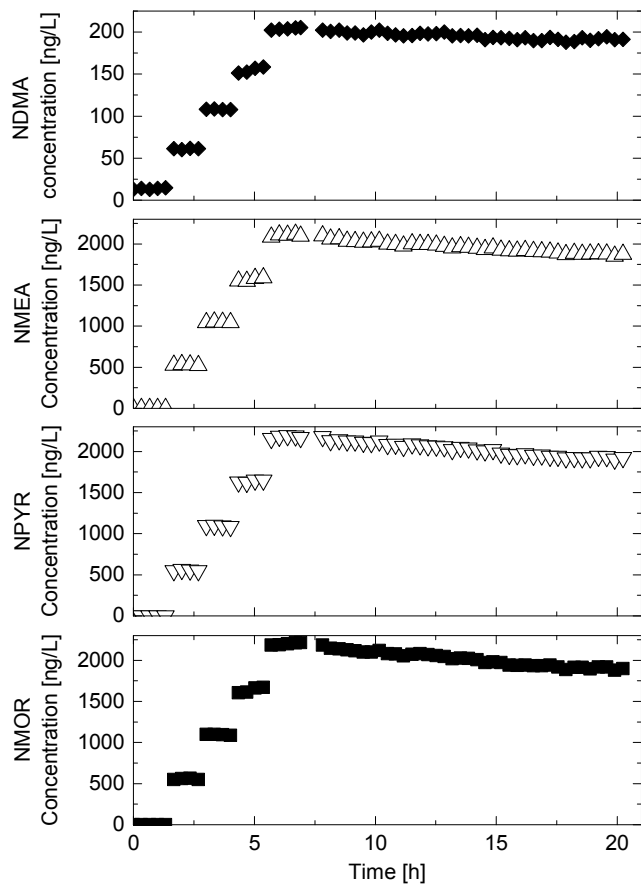 NDMA
concentration [ng/L]
200
150
100
50
0
NMEA
Concentration [ng/L]
2000
1500
1000
500
0
NPYR
Concentration [ng/L]
2000
1500
1000
500
0
NMOR
Concentration [ng/L]
2000
1500
1000
500
0
0 5 10 15 20
Time [h]